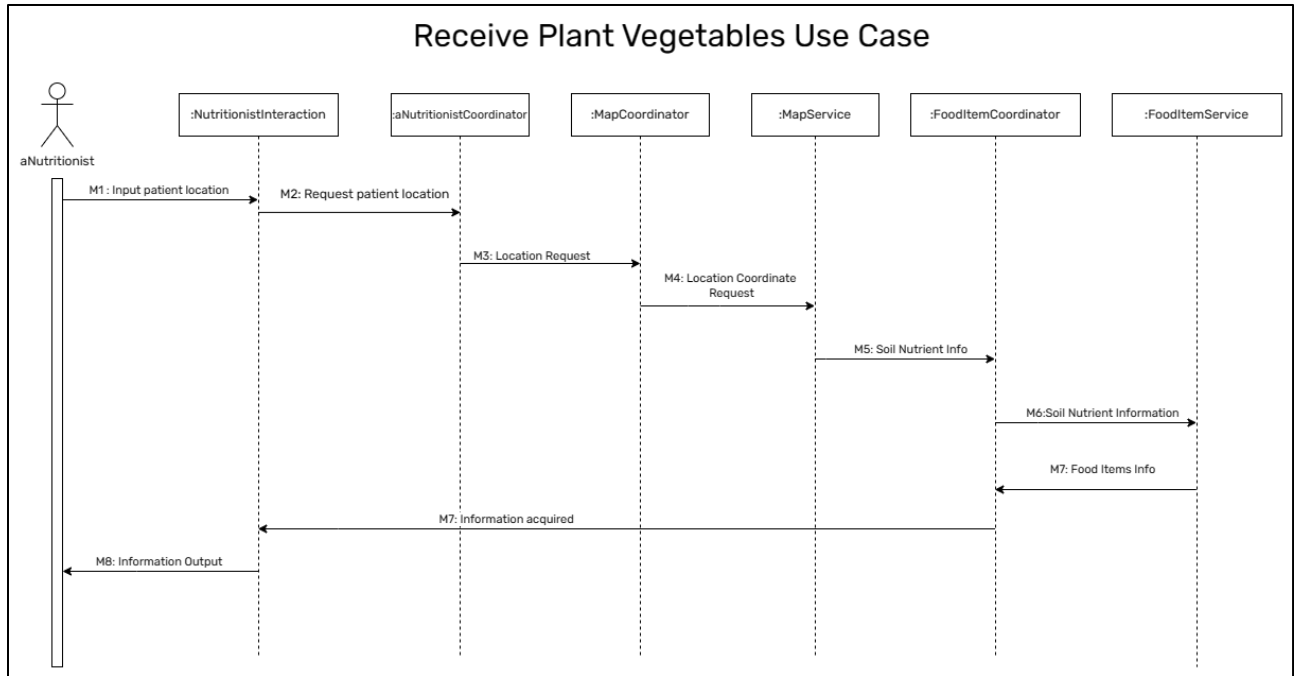 Receive Plant Vegetables Use Case
:NutritionistInteraction
:aNutritionistCoordinator
:MapCoordinator
:MapService
:FoodItemCoordinator
:FoodItemService
aNutritionist
M1 : Input patient location
M2: Request patient location
M3: Location Request
M4: Location Coordinate
Request
M5: Soil Nutrient Info
M6:Soil Nutrient Information
M7: Food Items Info
M7: Information acquired
M8: Information Output